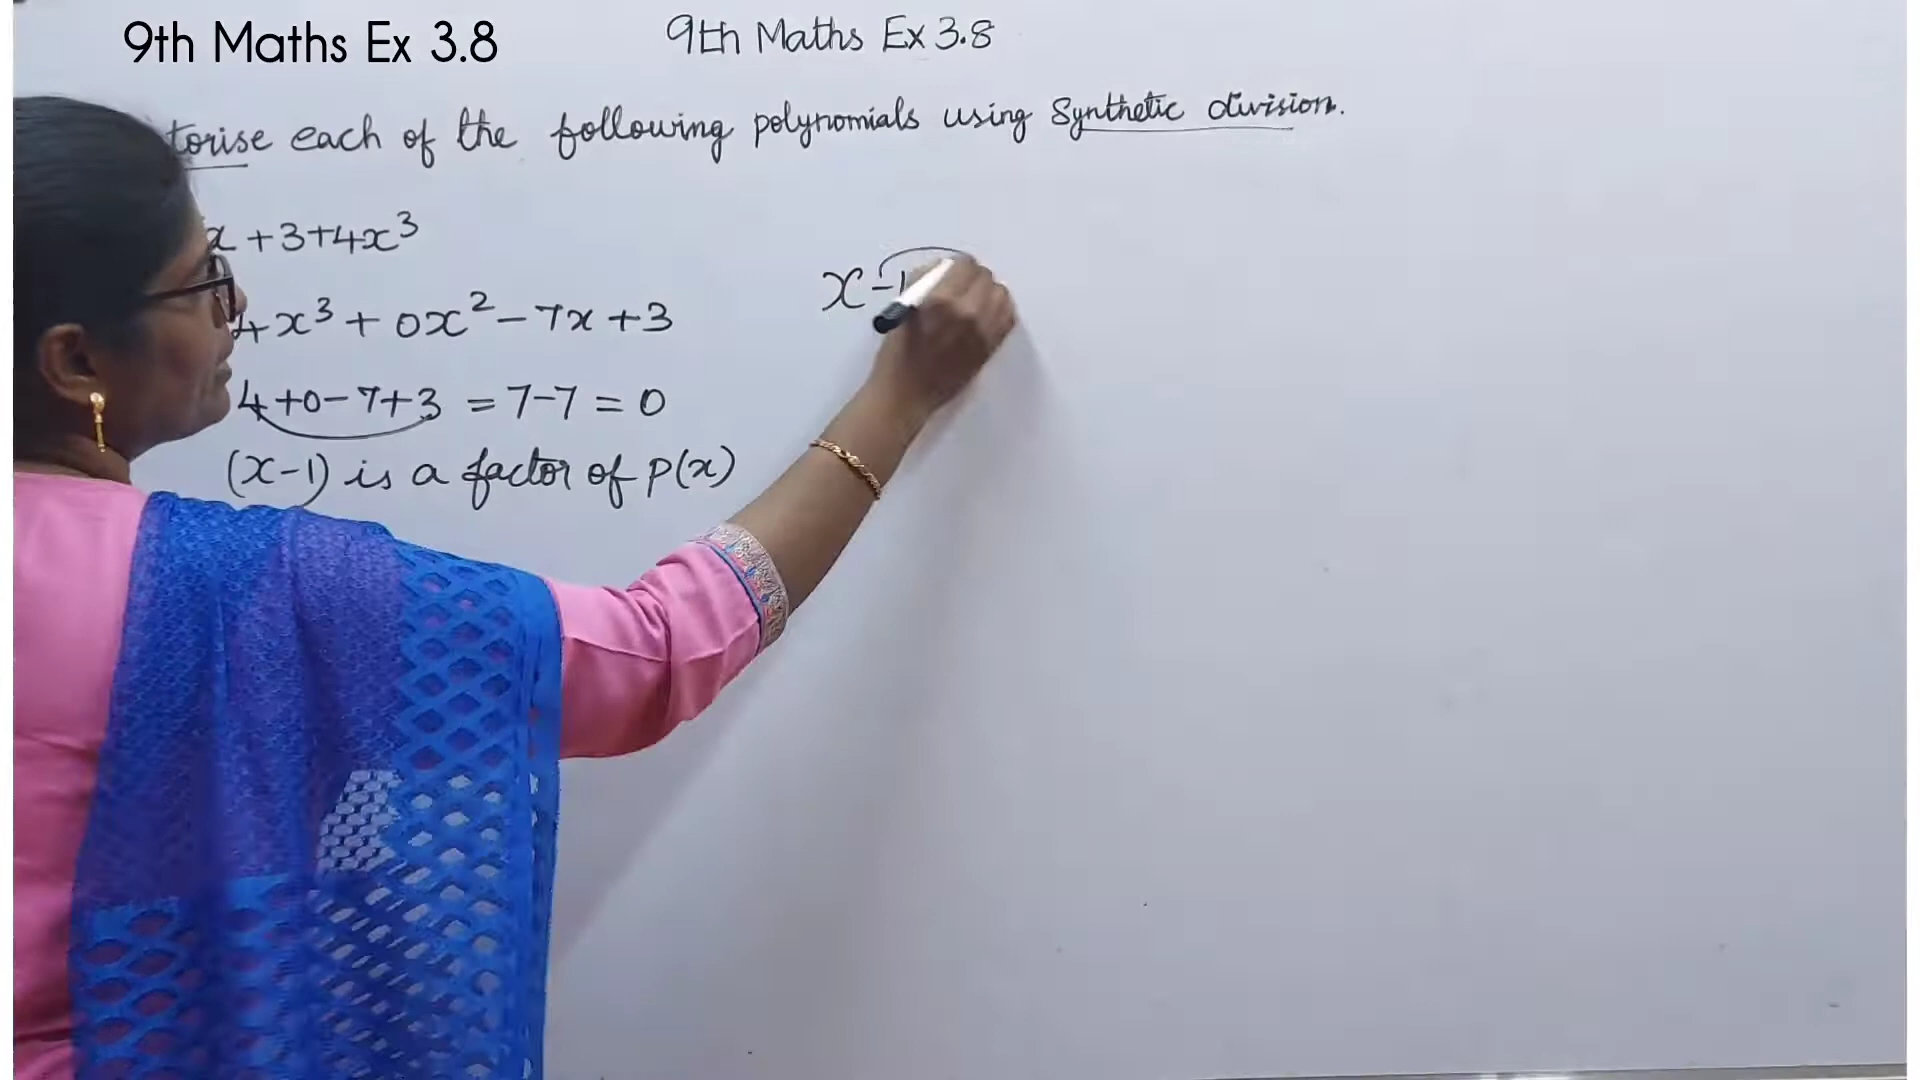 9th Maths Ex 3.8
9th Maths Ex 3.8
torise each of the following polynomials using Synthetic division.
x + 3 + 4x³
4x³ + 0x² - 7x + 3
4 + 0 - 7 + 3 = 7 - 7 = 0
(x - 1) is a factor of P(x)
x - 1